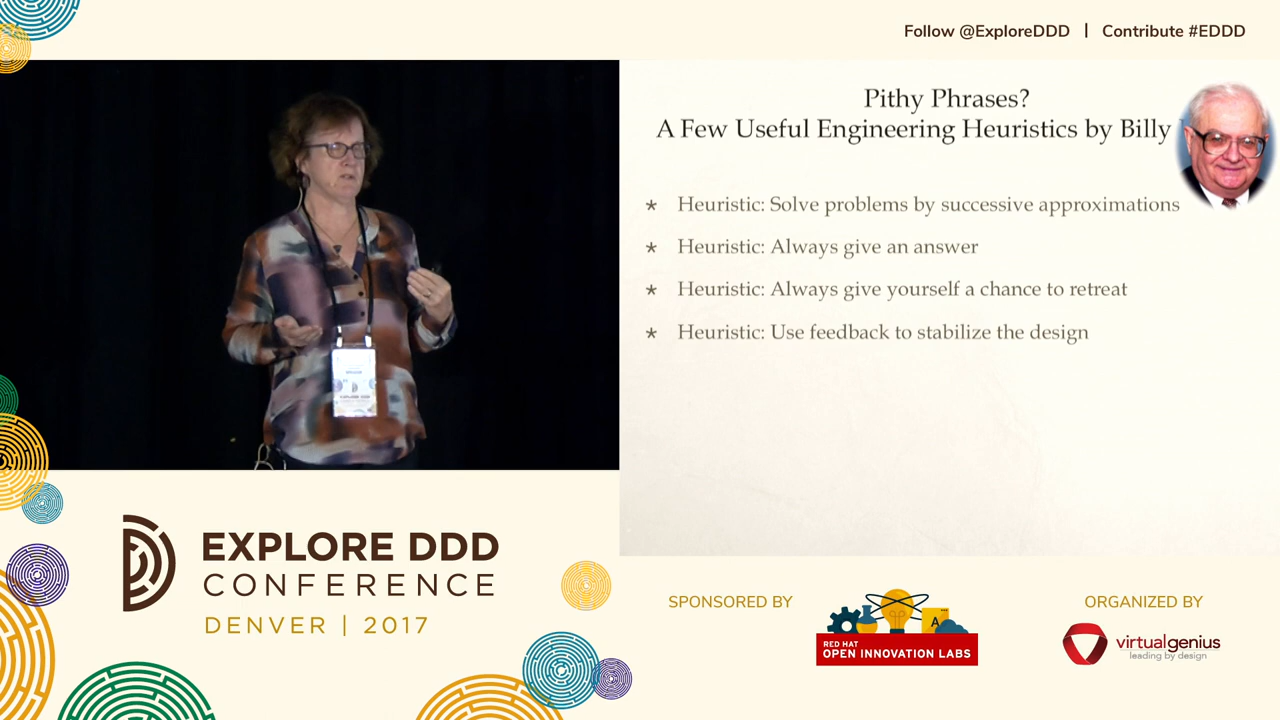 Follow @ExploreDDD | Contribute #EDDD
Pithy Phrases?
A Few Useful Engineering Heuristics by Billy
* Heuristic: Solve problems by successive approximations
* Heuristic: Always give an answer
* Heuristic: Always give yourself a chance to retreat
* Heuristic: Use feedback to stabilize the design
EXPLORE DDD
CONFERENCE
DENVER | 2017
SPONSORED BY
RED HAT
OPEN INNOVATION LABS
A
ORGANIZED BY
virtualgenius
leading by design